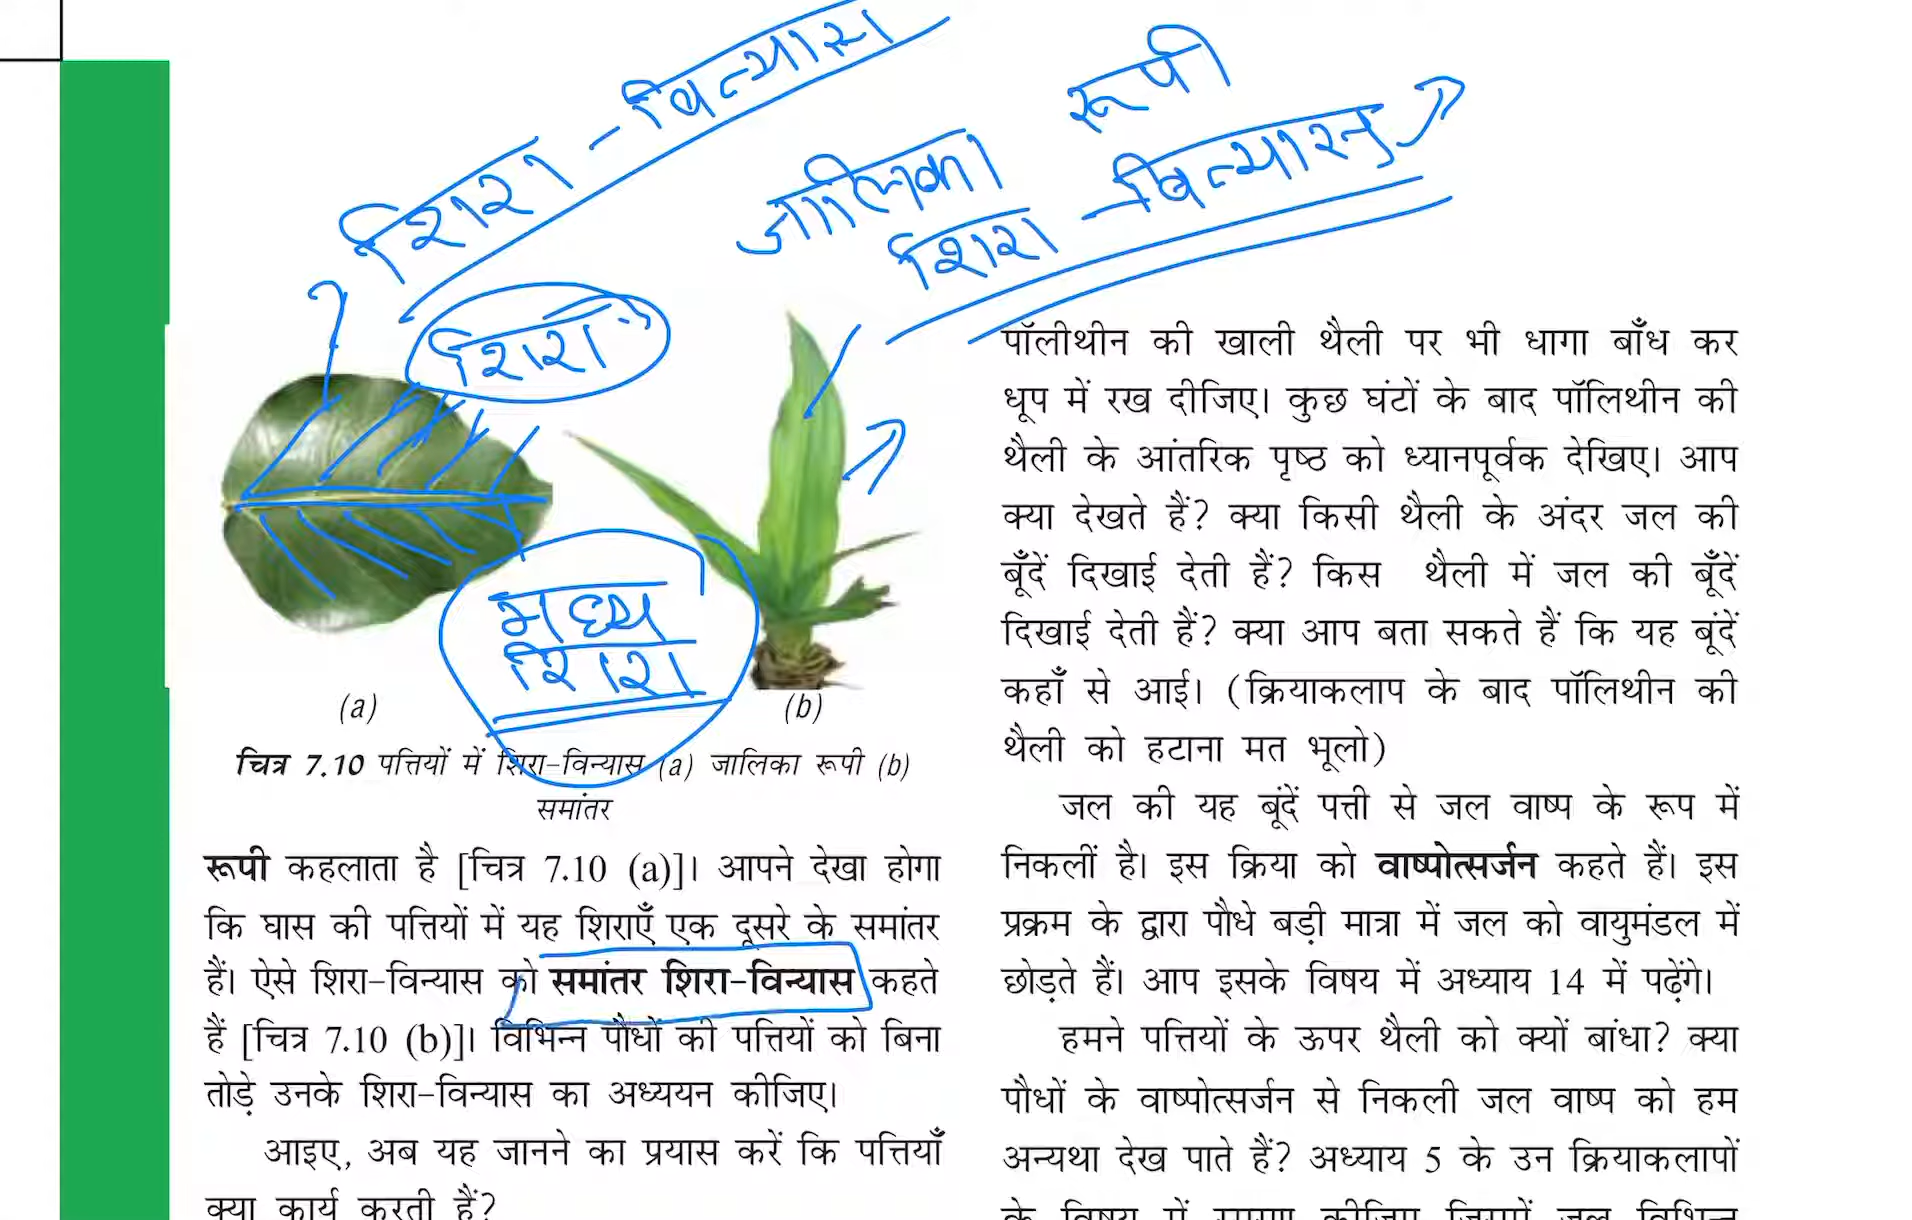 शिरा - विन्यास
जालिका रूपी
शिरा - विन्यास
शिरा
मध्य
शिरा
(a)
(b)
चित्र 7.10 पत्तियों में शिरा-विन्यास (a) जालिका रूपी (b)
समांतर
रूपी कहलाता है [चित्र 7.10 (a)]। आपने देखा होगा
कि घास की पत्तियों में यह शिराएँ एक दूसरे के समांतर
हैं। ऐसे शिरा-विन्यास को समांतर शिरा-विन्यास कहते
हैं [चित्र 7.10 (b)]। विभिन्न पौधों की पत्तियों को बिना
तोड़े उनके शिरा-विन्यास का अध्ययन कीजिए।
आइए, अब यह जानने का प्रयास करें कि पत्तियाँ
क्या कार्य करती हैं?
पॉलीथीन की खाली थैली पर भी धागा बाँध कर
धूप में रख दीजिए। कुछ घंटों के बाद पॉलिथीन की
थैली के आंतरिक पृष्ठ को ध्यानपूर्वक देखिए। आप
क्या देखते हैं? क्या किसी थैली के अंदर जल की
बूँदें दिखाई देती हैं? किस थैली में जल की बूँदें
दिखाई देती हैं? क्या आप बता सकते हैं कि यह बूंदें
कहाँ से आई। (क्रियाकलाप के बाद पॉलिथीन की
थैली को हटाना मत भूलो)
जल की यह बूंदें पत्ती से जल वाष्प के रूप में
निकलीं है। इस क्रिया को वाष्पोत्सर्जन कहते हैं। इस
प्रक्रम के द्वारा पौधे बड़ी मात्रा में जल को वायुमंडल में
छोड़ते हैं। आप इसके विषय में अध्याय 14 में पढ़ेंगे।
हमने पत्तियों के ऊपर थैली को क्यों बांधा? क्या
पौधों के वाष्पोत्सर्जन से निकली जल वाष्प को हम
अन्यथा देख पाते हैं? अध्याय 5 के उन क्रियाकलापों
के विषय में स्मरण कीजिए जिसमें जल विभिन्न